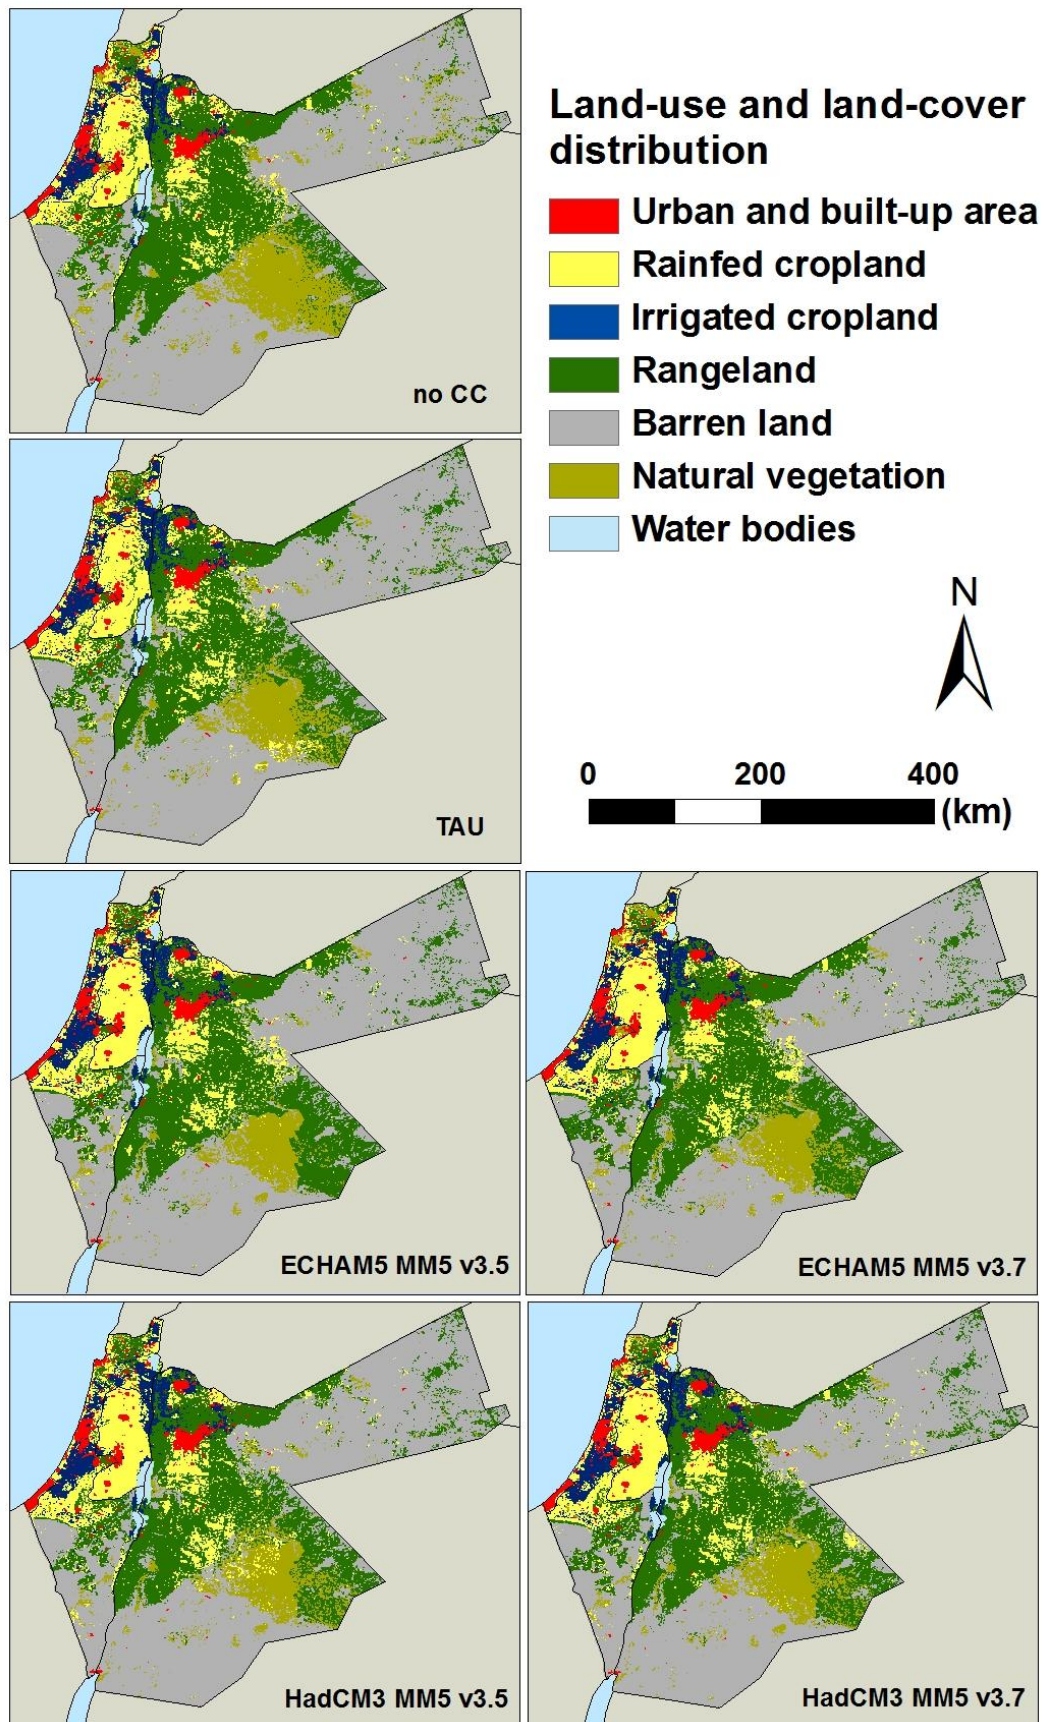 Land-use and land-cover
distribution
Urban and built-up area
Rainfed cropland
Irrigated cropland
Rangeland
Barren land
Natural vegetation
Water bodies
no CC
N
0 200 400
(km)
TAU
ECHAM5 MM5 v3.5
ECHAM5 MM5 v3.7
HadCM3 MM5 v3.5
HadCM3 MM5 v3.7